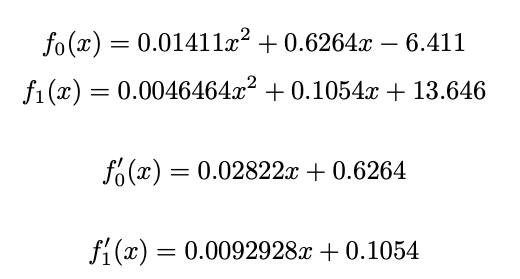 f₀(x) = 0.01411x² + 0.6264x − 6.411
f₁(x) = 0.0046464x² + 0.1054x + 13.646
f₀′(x) = 0.02822x + 0.6264
f₁′(x) = 0.0092928x + 0.1054